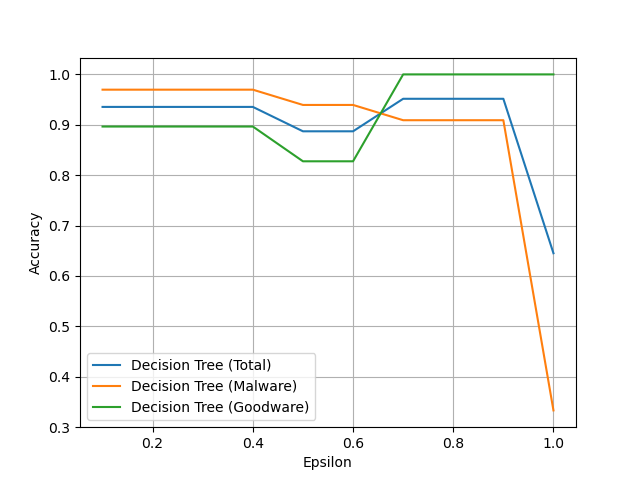 1.0
0.9
0.8
0.7
0.6
0.5
0.4
0.3
Accuracy
Decision Tree (Total)
Decision Tree (Malware)
Decision Tree (Goodware)
0.2 0.4 0.6 0.8 1.0
Epsilon